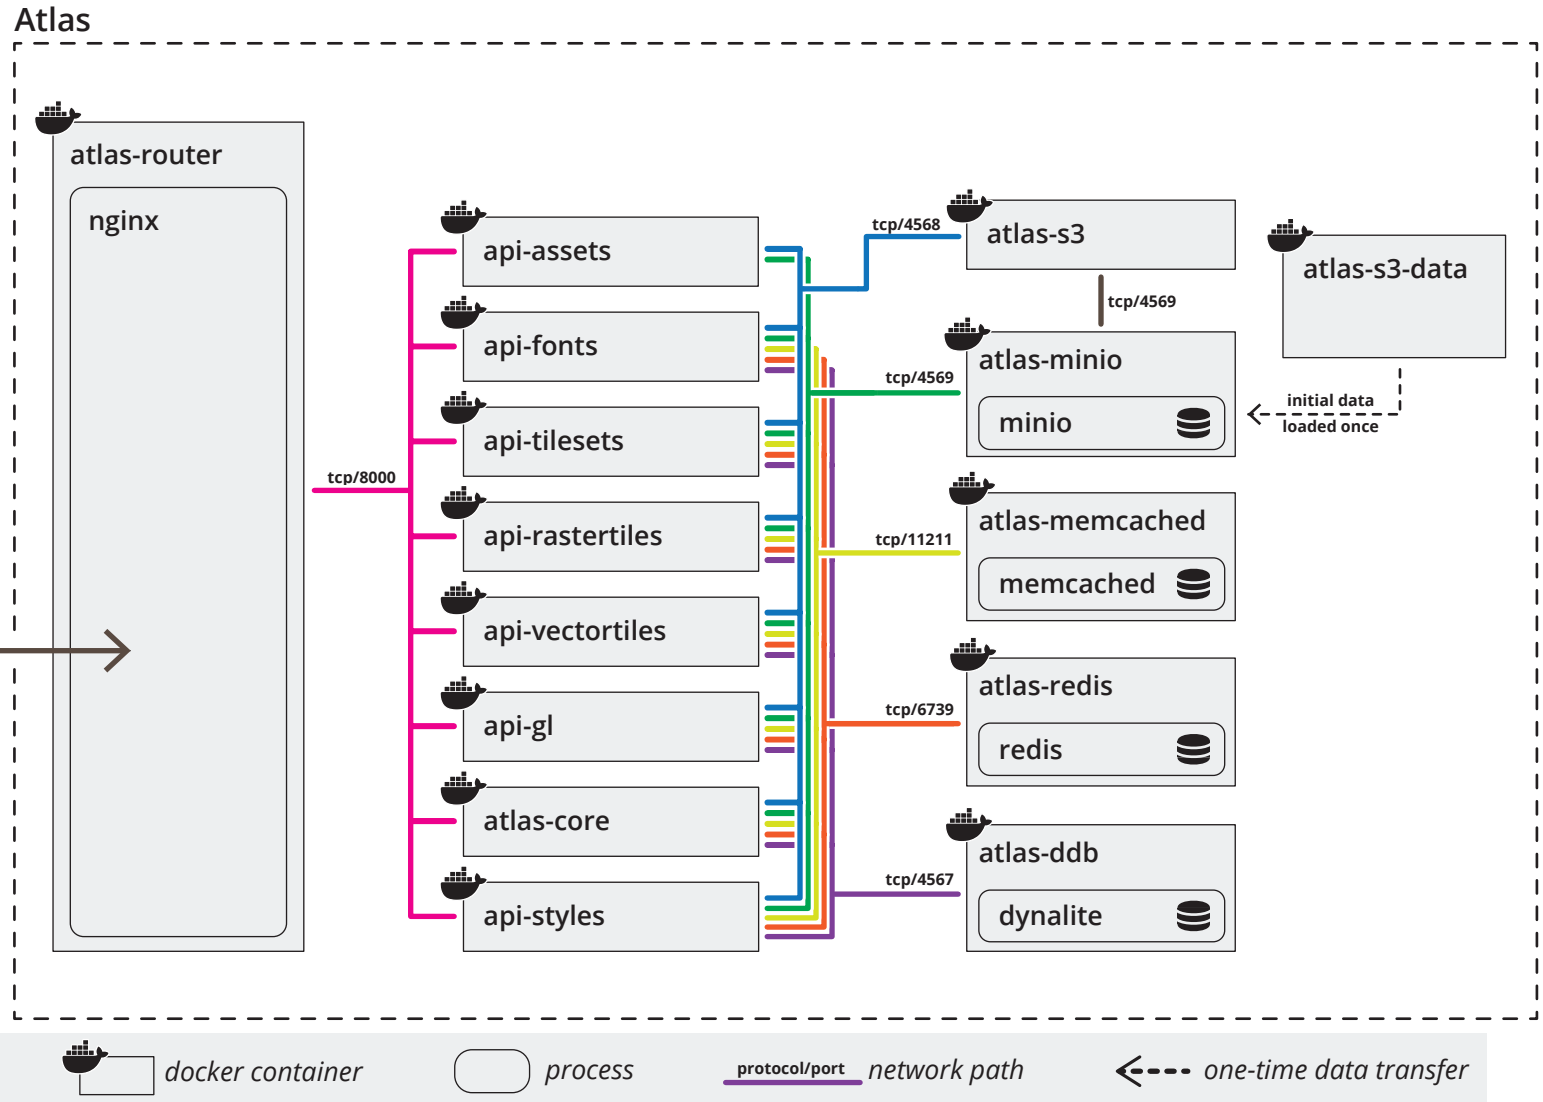 Atlas
atlas-router
nginx
tcp/8000
api-assets
api-fonts
api-tilesets
api-rastertiles
api-vectortiles
api-gl
atlas-core
api-styles
tcp/4568
atlas-s3
tcp/4569
atlas-s3-data
tcp/4569
atlas-minio
minio
initial data
loaded once
tcp/11211
atlas-memcached
memcached
tcp/6739
atlas-redis
redis
tcp/4567
atlas-ddb
dynalite
docker container
process
protocol/port
network path
one-time data transfer